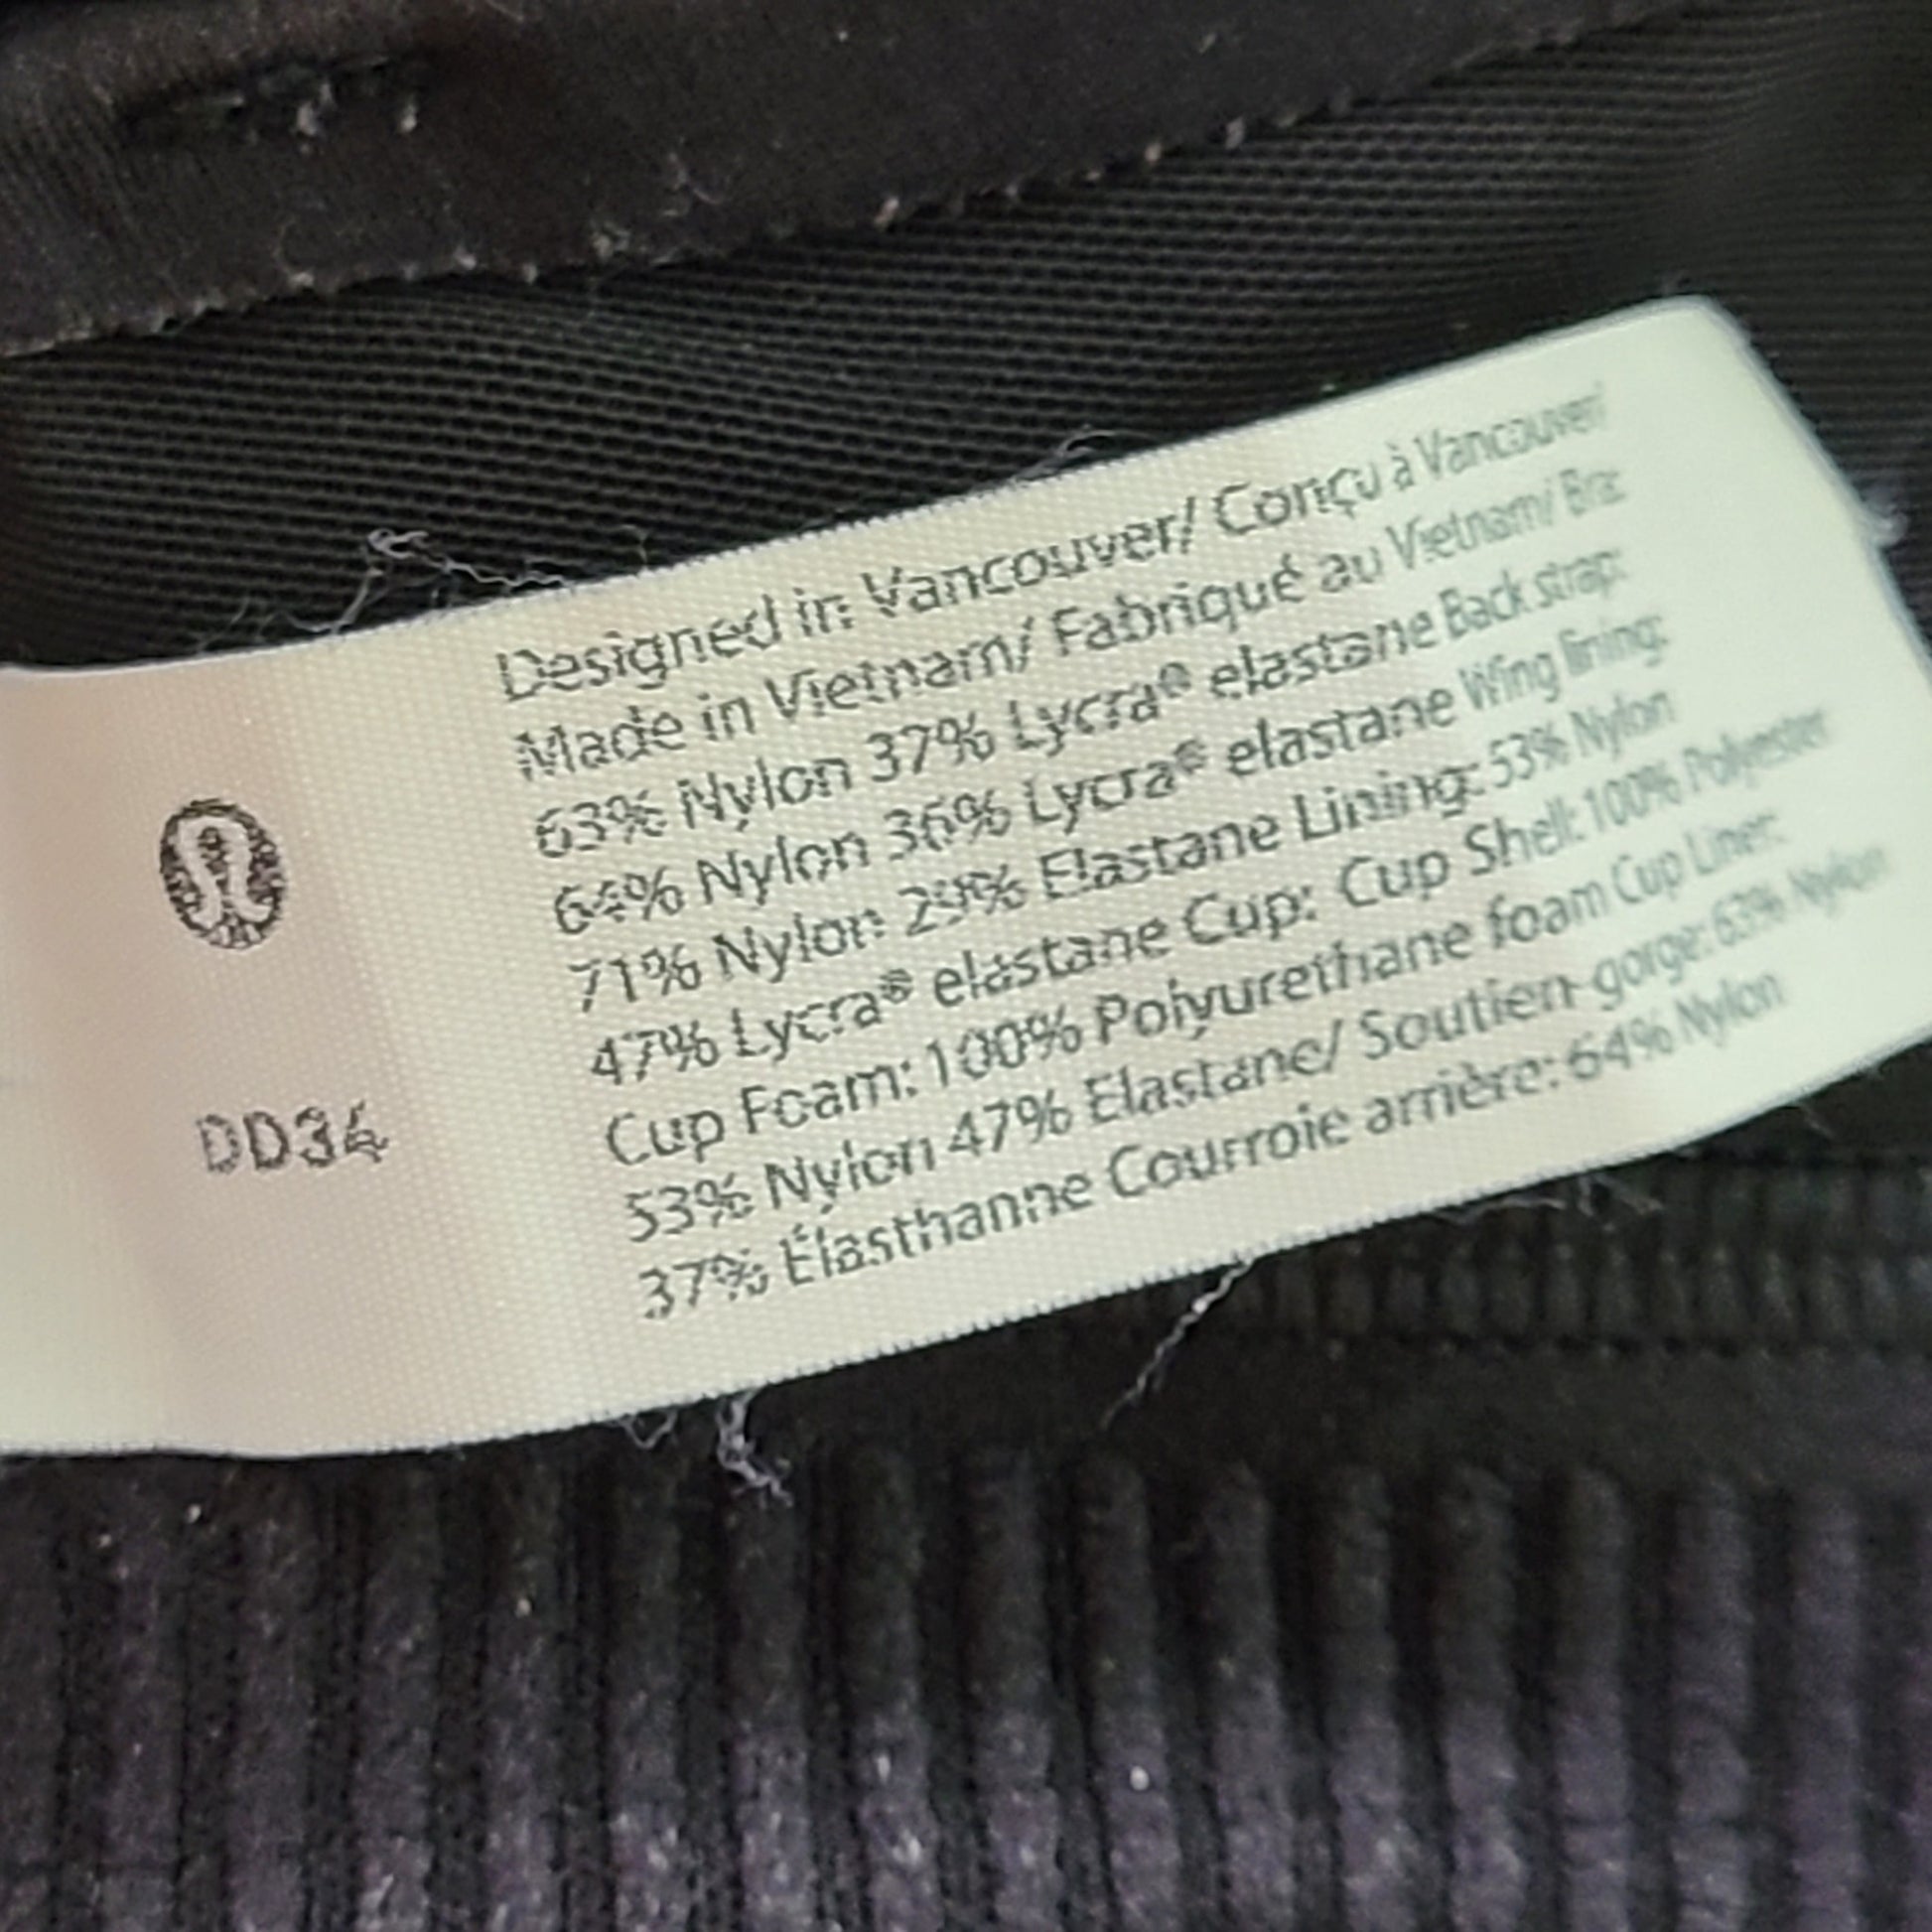 DD34
Designed in Vancouver/ Conçu à Vancouver/
Made in Vietnam/ Fabriqué au Vietnam/ Bra:
63% Nylon 37% Lycra® elastane Back strap:
64% Nylon 36% Lycra® elastane Wing lining:
71% Nylon 29% Elastane Lining: 53% Nylon
47% Lycra® elastane Cup: Cup Shell: 100% Polyester
Cup Foam: 100% Polyurethane foam Cup Liner:
53% Nylon 47% Elastane/ Soutien-gorge: 63% Nylon
37% Élasthanne Courroie arrière: 64% Nylon